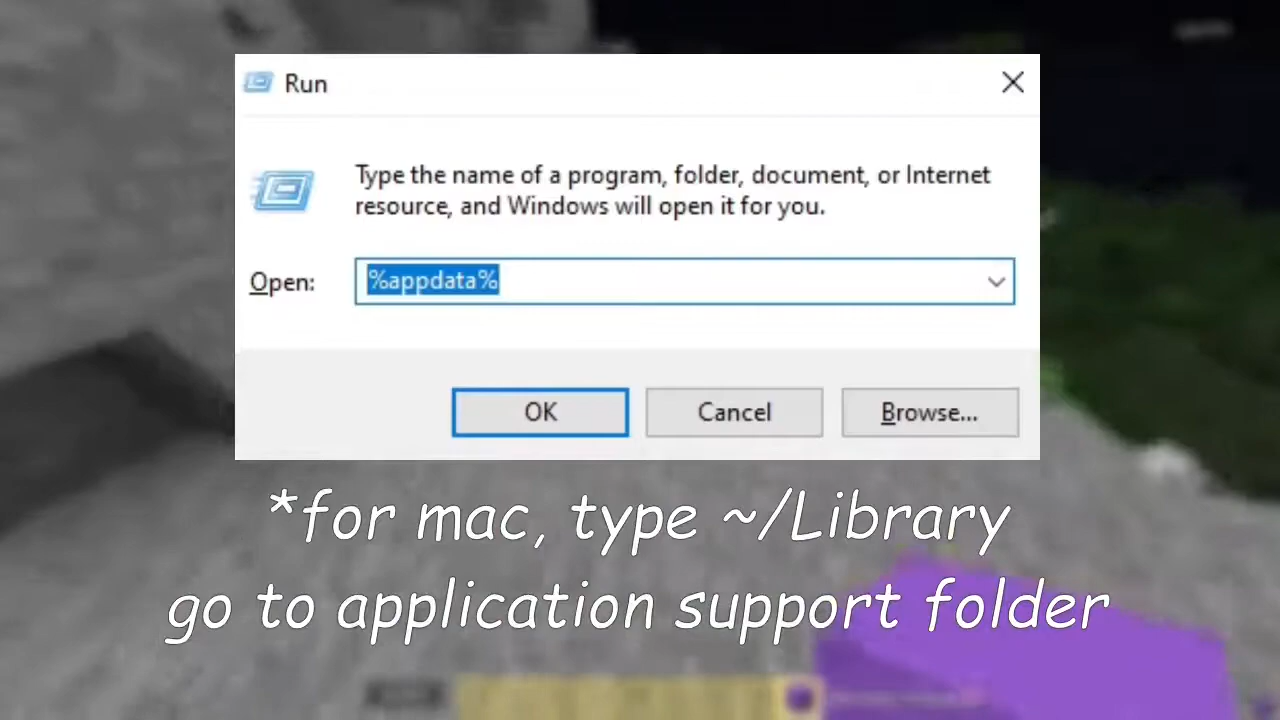 Run
Type the name of a program, folder, document, or Internet
resource, and Windows will open it for you.
Open:
%appdata%
OK
Cancel
Browse...
*for mac, type ~/Library
go to application support folder